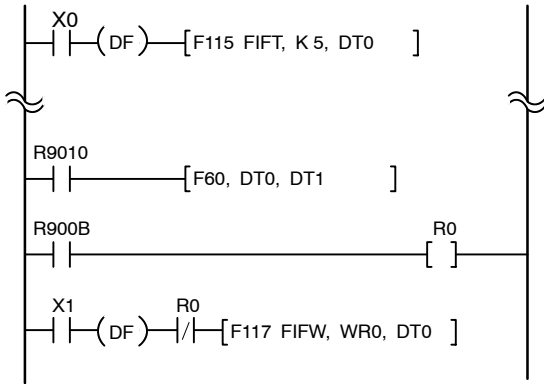 X0
(DF) [F115 FIFT, K 5, DT0 ]
R9010
[F60, DT0, DT1 ]
R900B R0
[ ]
X1 R0
(DF) [F117 FIFW, WR0, DT0 ]